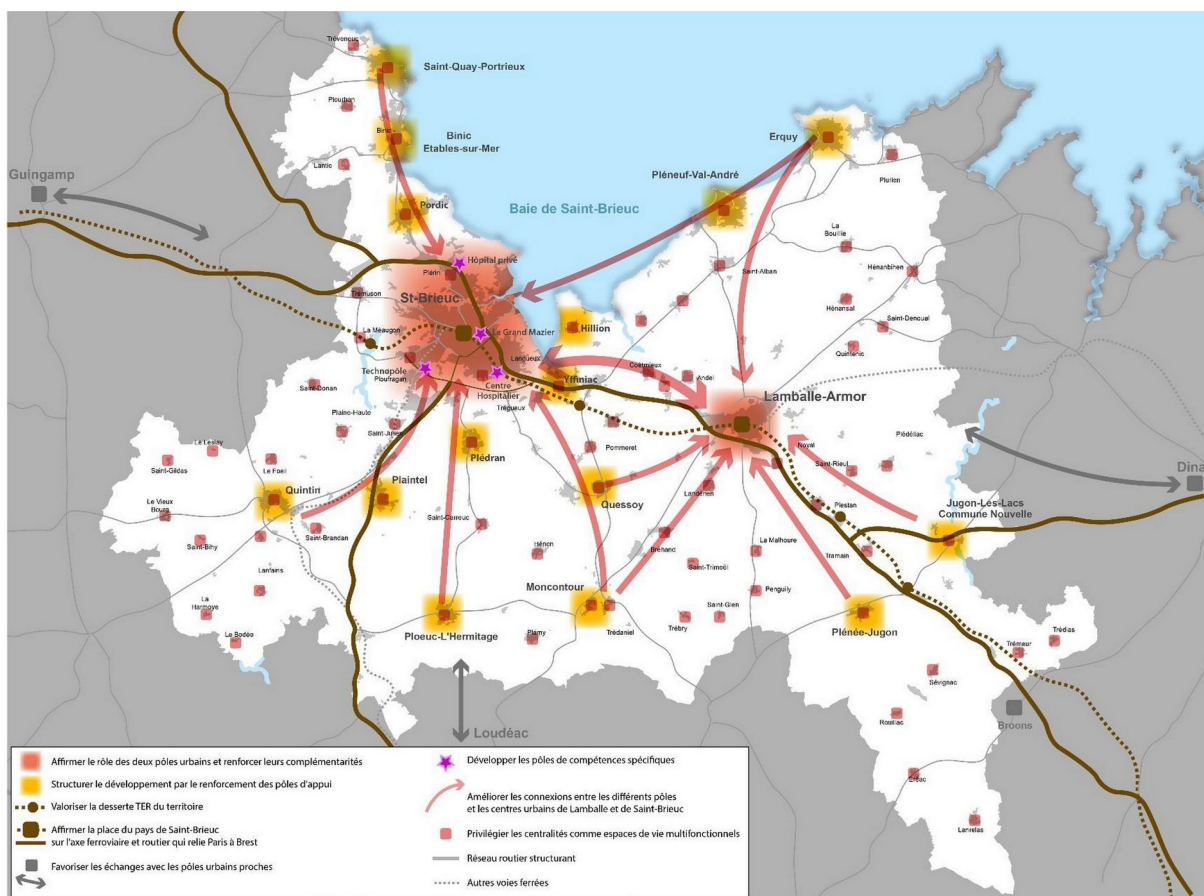 Tréveneuc
Saint-Quay-Portrieux
Plourhan
Binic
Binic
Etables-sur-Mer
Lantic
Erquy
Plurien
Guingamp
Pléneuf-Val-André
Pordic
Baie de Saint-Brieuc
La
Bouillie
Hôpital privé
Plérin
Saint-Alban
Hénanbihen
Trémuson
St-Brieuc
Hénansal
Saint-Denoual
La Méaugon
Le Grand Mazier
Hillion
Quintenic
Langueux
Coëtmieux
Andel
Technopôle
Ploufragan
Centre
Hospitalier
Yffiniac
Saint-Donan
Lamballe-Armor
Trégueux
Plaine-Haute
Saint-Julien
Plédéliac
Noyal
Pommeret
Le Leslay
Plédran
Saint-Gildas
Le Foeil
Saint-Rieul
Dina
Quintin
Plaintel
Quessoy
Landéhen
Le Vieux
Bourg
Plestan
Jugon-Les-Lacs
Commune Nouvelle
Saint-Carreuc
Saint-Brandan
Saint-Bihy
Hénon
Bréhand
La Malhoure
Tramain
Lanfains
Saint-Trimoël
Moncontour
Penguily
La
Harmoye
Saint-Glen
Ploeuc-L'Hermitage
Trédaniel
Trébry
Plénée-Jugon
Le Bodéo
Plémy
Trédias
Trémeur
Sévignac
Rouillac
Broons
Loudéac
Eréac
Lanrelas
Affirmer le rôle des deux pôles urbains et renforcer leurs complémentarités
Structurer le développement par le renforcement des pôles d'appui
Valoriser la desserte TER du territoire
Affirmer la place du pays de Saint-Brieuc
sur l'axe ferroviaire et routier qui relie Paris à Brest
Favoriser les échanges avec les pôles urbains proches
Développer les pôles de compétences spécifiques
Améliorer les connexions entre les différents pôles
et les centres urbains de Lamballe et de Saint-Brieuc
Privilégier les centralités comme espaces de vie multifonctionnels
Réseau routier structurant
Autres voies ferrées